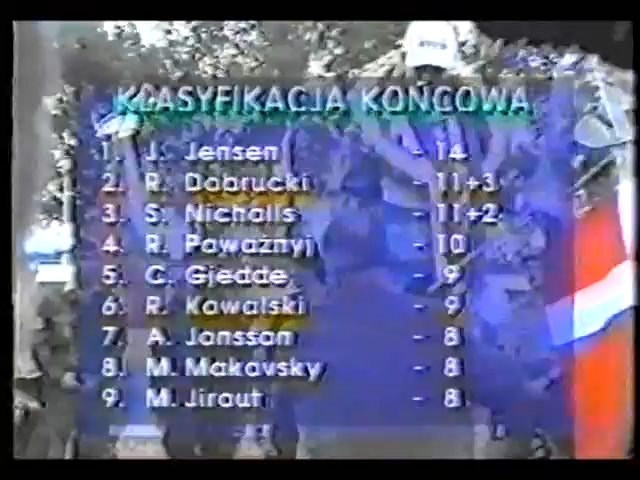 KLASYFIKACJA KOŃCOWA
1. J. Jensen - 14
2. R. Dobrucki - 11+3
3. S. Nicholls - 11+2
4. R. Poważnyj - 10
5. C. Gjedde - 9
6. R. Kowalski - 9
7. A. Jonsson - 8
8. M. Makovsky - 8
9. M. Jirout - 8